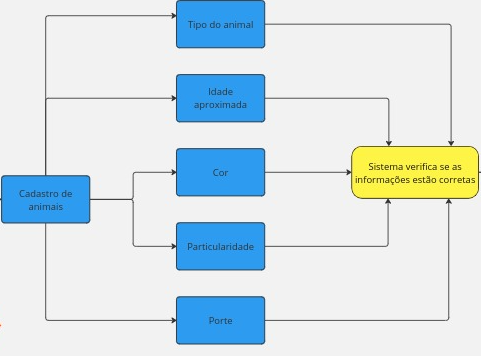 Tipo do animal
Idade
aproximada
Cor
Sistema verifica se as
informações estão corretas
Cadastro de
animais
Particularidade
Porte